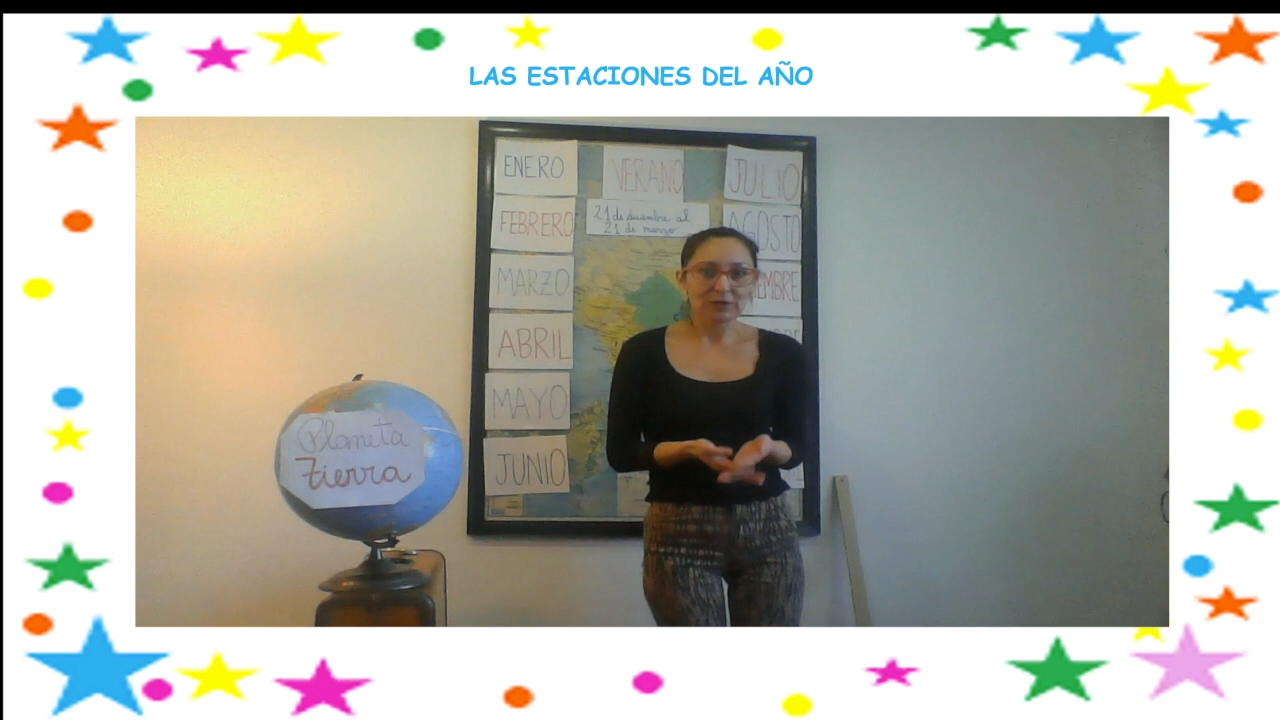 LAS ESTACIONES DEL AÑO
ENERO
FEBRERO
MARZO
ABRIL
MAYO
JUNIO
VERANO
21 de diciembre al
21 de marzo
JULIO
AGOSTO
EMBRE
Planeta
Tierra